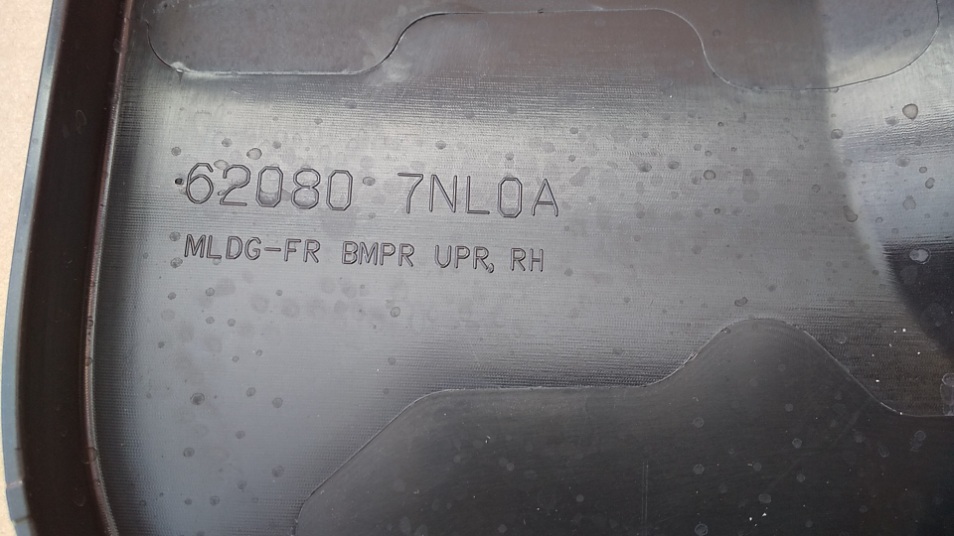 62080 7NL0A
MLDG-FR BMPR UPR, RH